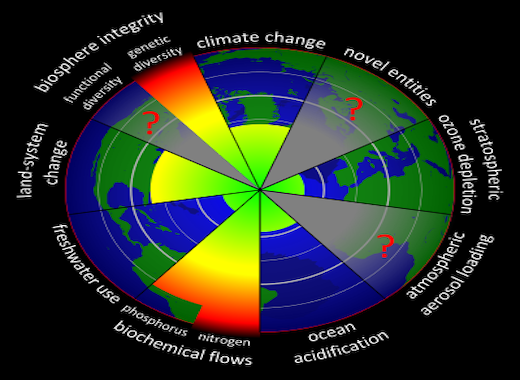 climate change
novel entities
?
stratospheric
ozone depletion
atmospheric
aerosol loading
?
ocean
acidification
biochemical flows
nitrogen
phosphorus
freshwater use
land-system
change
biosphere integrity
functional
diversity
?
genetic
diversity